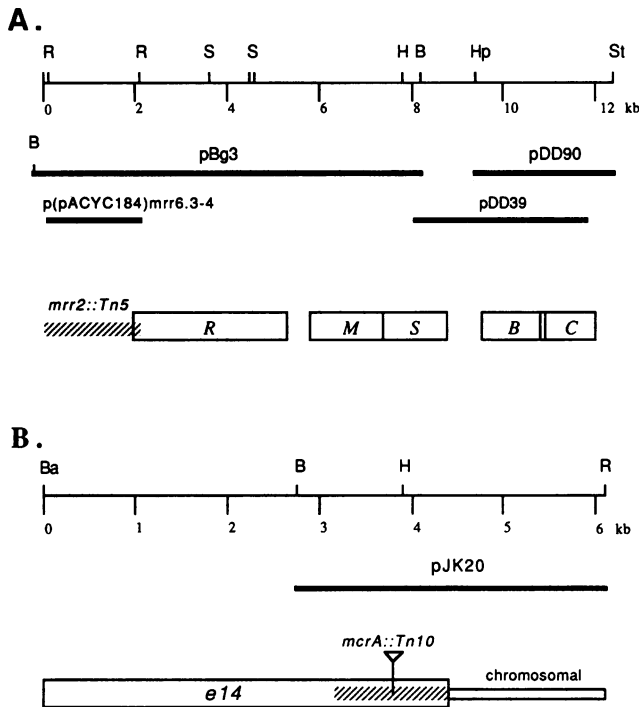 A.
R R S S H B Hp St
0 2 4 6 8 10 12 kb
B pBg3 pDD90
p(pACYC184)mrr6.3-4 pDD39
mrr2::Tn5
R M S B C
B.
Ba B H R
0 1 2 3 4 5 6 kb
pJK20
mcrA::Tn10
e14 chromosomal